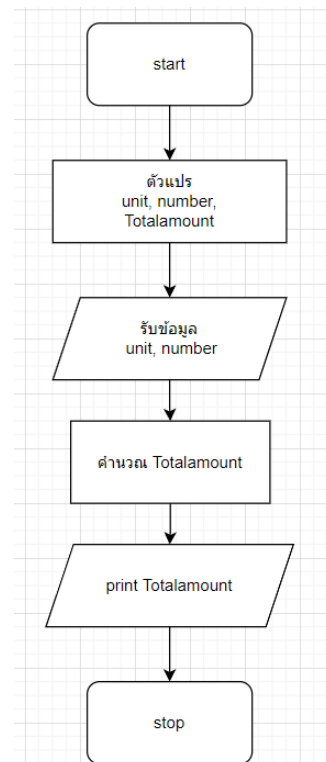 start
ตัวแปร
unit, number,
Totalamount
รับข้อมูล
unit, number
คำนวณ Totalamount
print Totalamount
stop